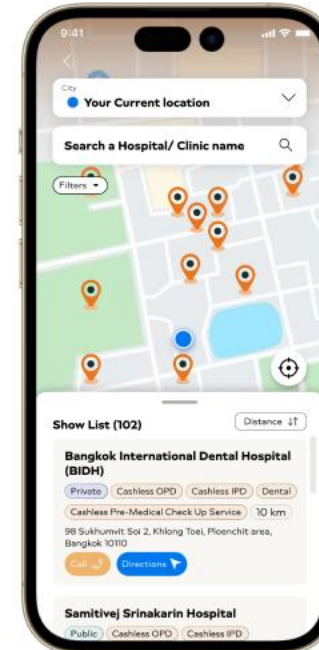 9:41
City
Your Current location
Search a Hospital/ Clinic name
Filters
Show List (102)
Distance
Bangkok International Dental Hospital
(BIDH)
Private Cashless OPD Cashless IPD Dental
Cashless Pre-Medical Check Up Service 10 km
98 Sukhumvit Soi 2, Khlong Toei, Ploenchit area,
Bangkok 10110
Call Directions
Samitivej Srinakarin Hospital
Public Cashless OPD Cashless IPD